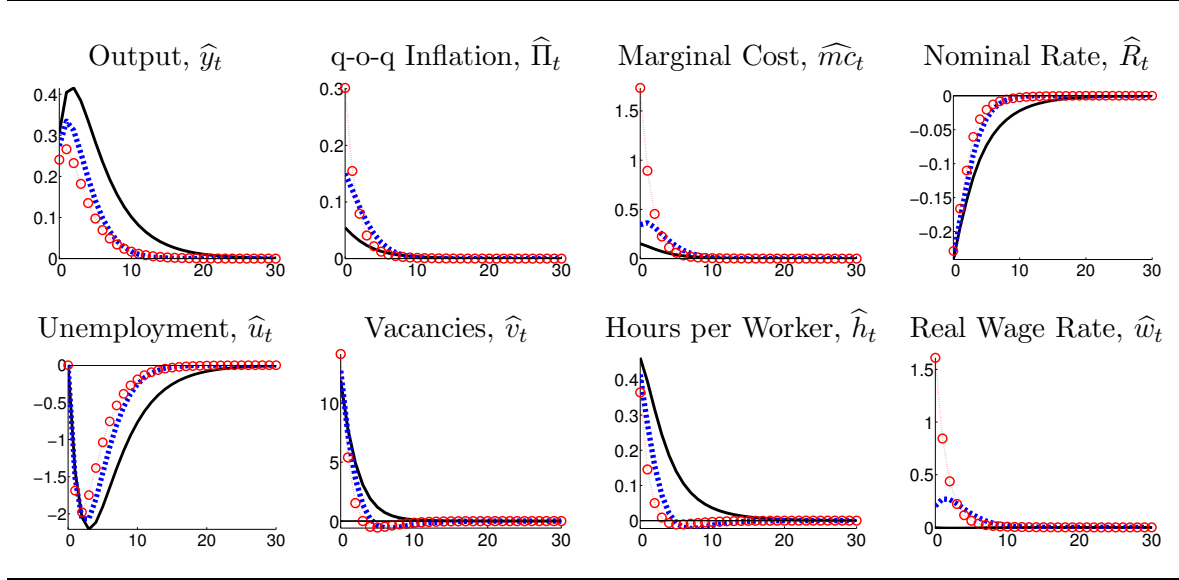 Output, ŷ_t
q-o-q Inflation, Π̂_t
Marginal Cost, m̂c_t
Nominal Rate, R̂_t
0.4
0.3
0.2
0.1
0
0 10 20 30
0.3
0.2
0.1
0
0 10 20 30
1.5
1
0.5
0
0 10 20 30
0
−0.05
−0.1
−0.15
−0.2
0 10 20 30
Unemployment, û_t
Vacancies, v̂_t
Hours per Worker, ĥ_t
Real Wage Rate, ŵ_t
0
−0.5
−1
−1.5
−2
0 10 20 30
10
5
0
0 10 20 30
0.4
0.3
0.2
0.1
0
0 10 20 30
1.5
1
0.5
0
0 10 20 30